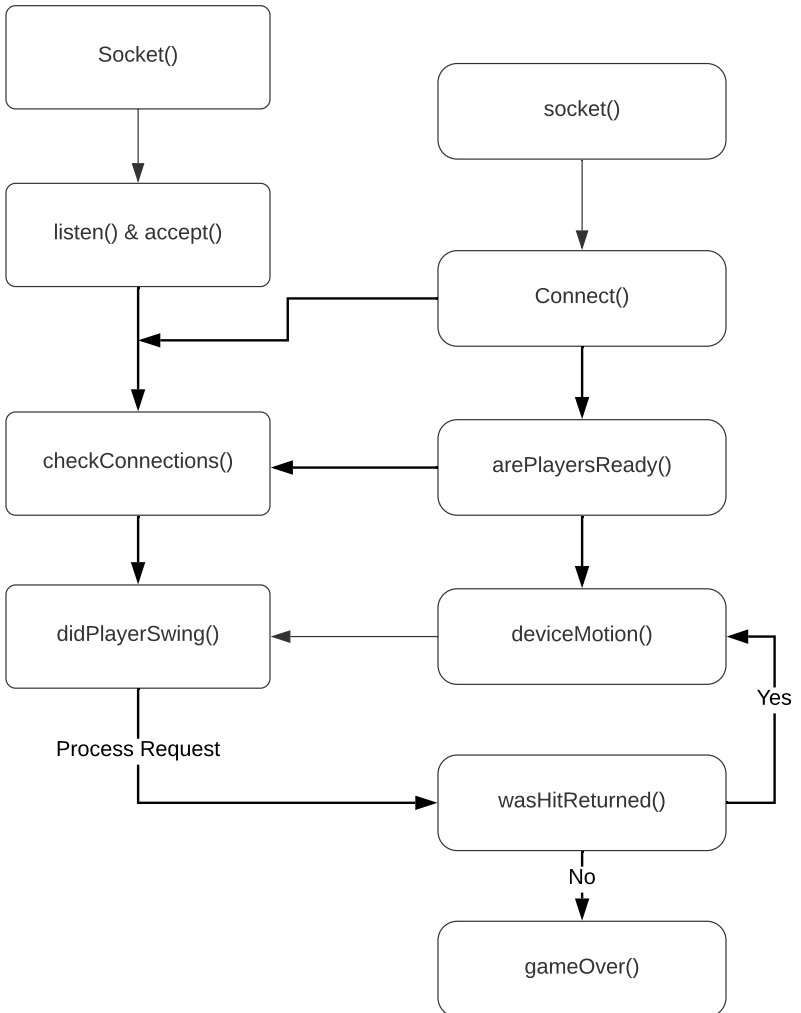 Socket()
socket()
listen() & accept()
Connect()
checkConnections()
arePlayersReady()
didPlayerSwing()
deviceMotion()
Yes
Process Request
wasHitReturned()
No
gameOver()